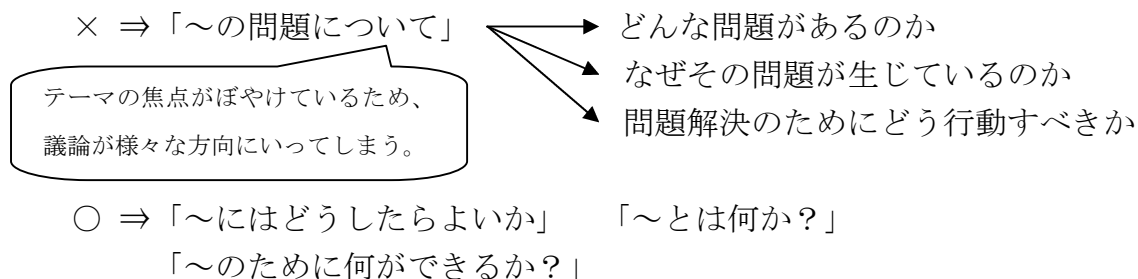 × ⇒「～の問題について」
どんな問題があるのか
なぜその問題が生じているのか
問題解決のためにどう行動すべきか
テーマの焦点がぼやけているため、
議論が様々な方向にいってしまう。
○ ⇒「～にはどうしたらよいか」 「～とは何か？」
「～のために何ができるか？」